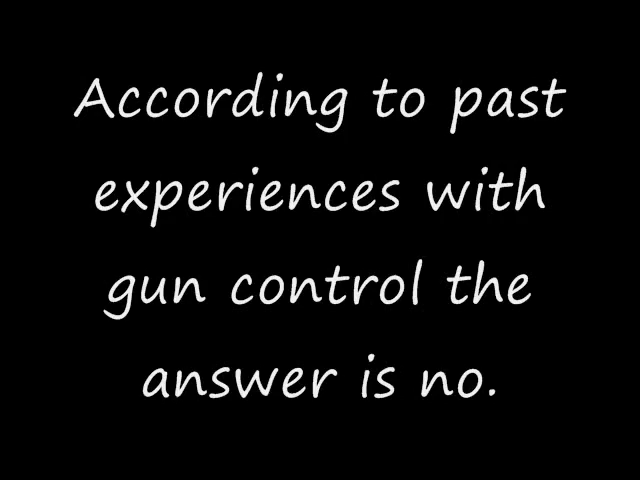 According to past
experiences with
gun control the
answer is no.